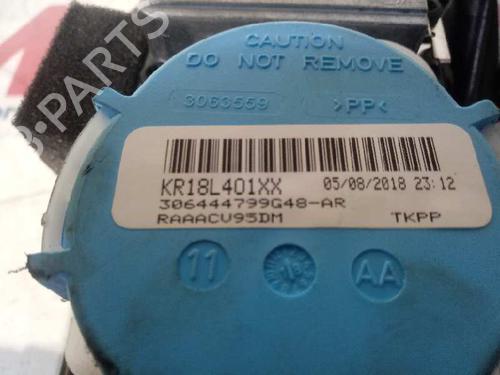 CAUTION
DO NOT REMOVE
3063559
>PP<
KR18L401XX 05/08/2018 23:12
306444799G48-AR
RAAACV95DM TKPP
11
AA
B-PARTS